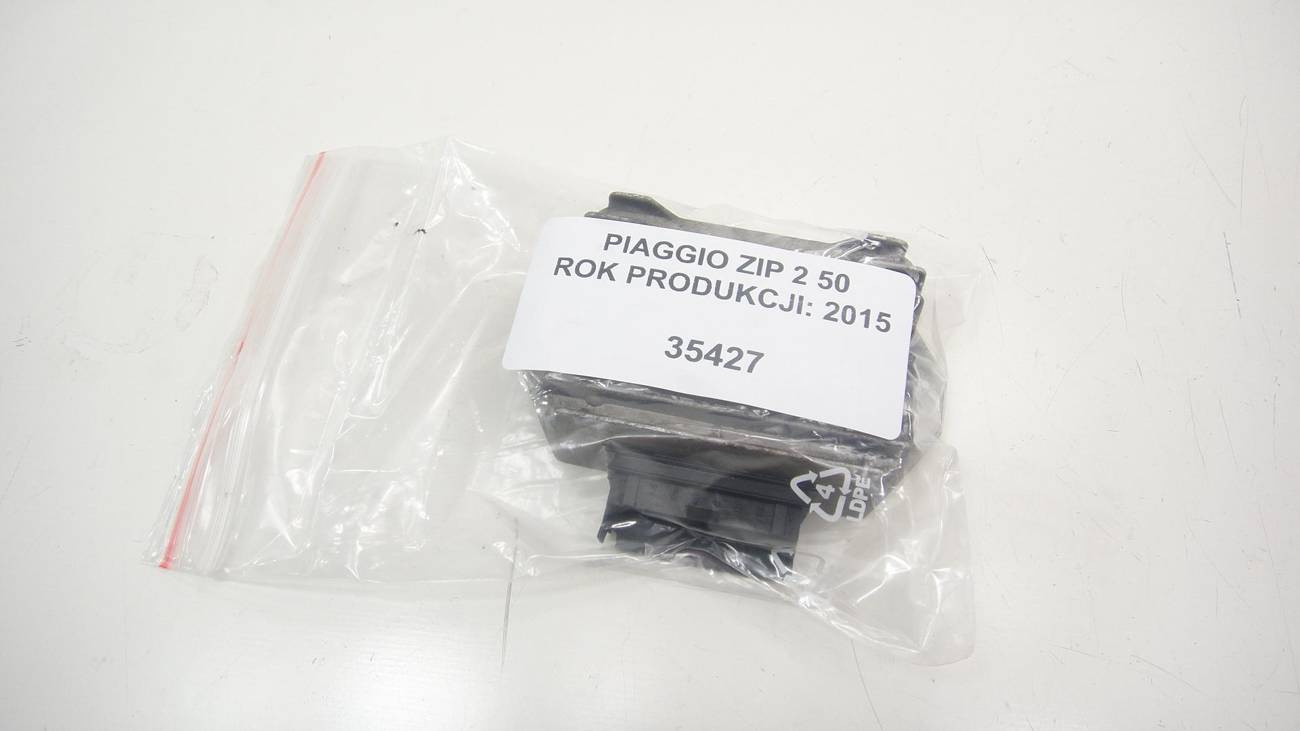 PIAGGIO ZIP 2 50
ROK PRODUKCJI: 2015
35427
4
LDPE